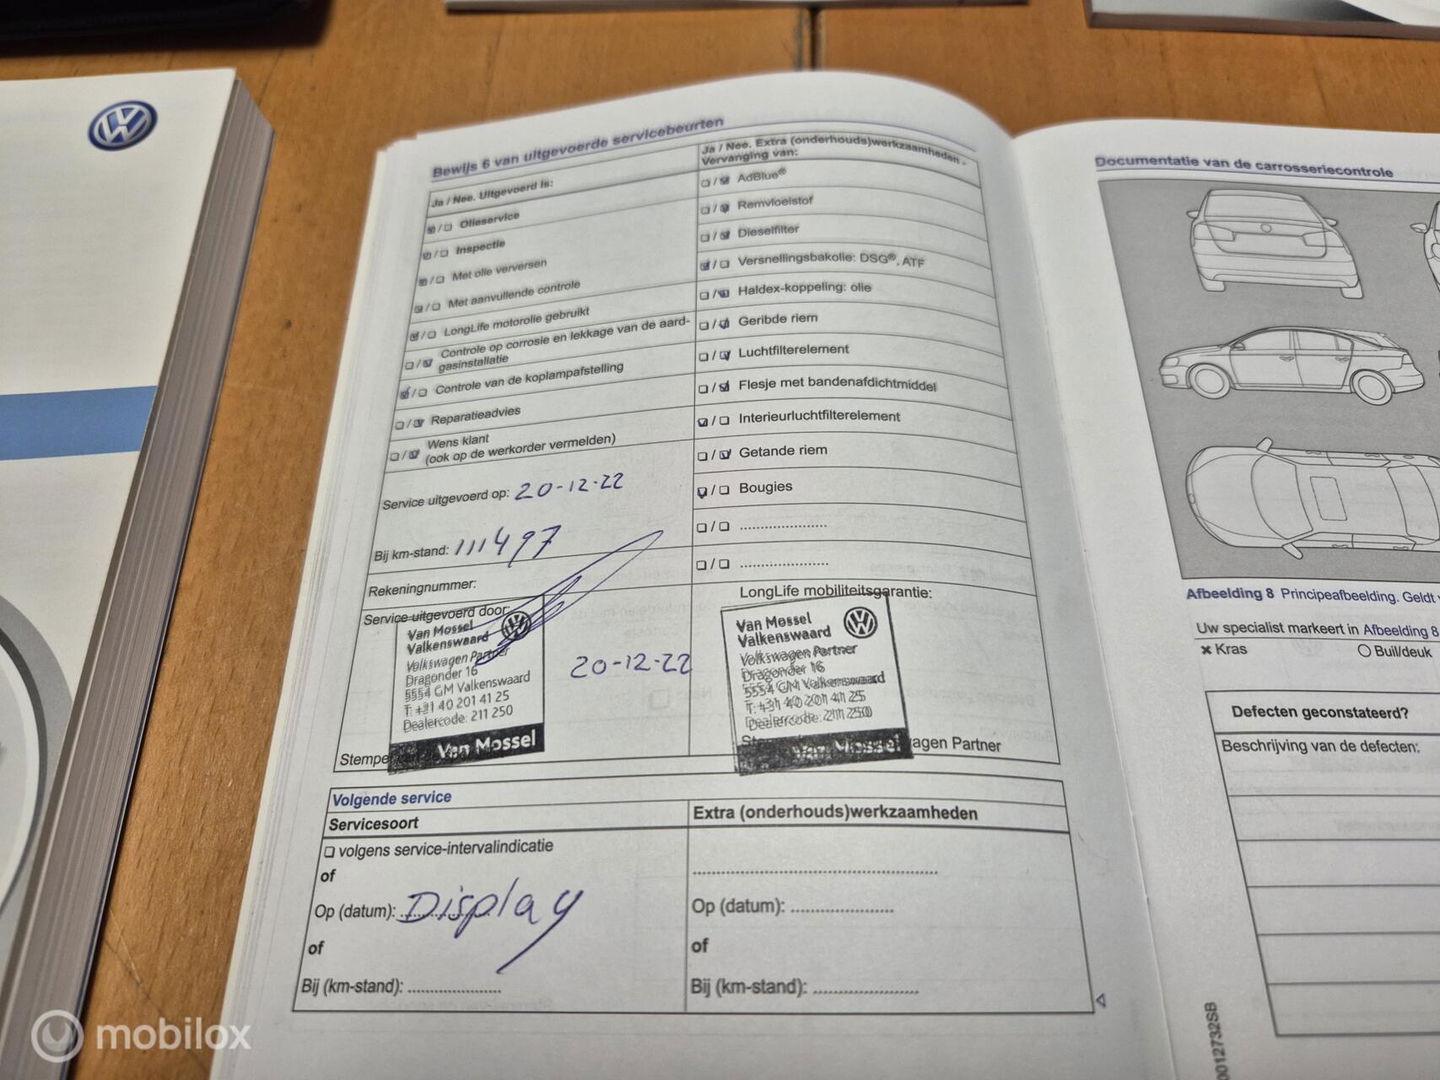 Bewijs 6 van uitgevoerde servicebeurten
Ja / Nee. Uitgevoerd is:
Olieservice
Inspectie
Met olie verversen
Met aanvullende controle
LongLife motorolie gebruikt
Controle op corrosie en lekkage van de aard-
gasinstallatie
Controle van de koplampafstelling
Reparatieadvies
Wens klant
(ook op de werkorder vermelden)
Service uitgevoerd op: 20-12-22
Bij km-stand: 111497
Rekeningnummer:
Service uitgevoerd door:
Van Mossel
Valkenswaard
Volkswagen Partner
Dragonder 16
5554 GM Valkenswaard
T: +31 40 201 41 25
Dealercode: 211 250
Van Mossel
Stempel
20-12-22
Ja / Nee. Extra (onderhouds)werkzaamheden -
Vervanging van:
AdBlue®
Remvloeistof
Dieselfilter
Versnellingsbakolie: DSG®, ATF
Haldex-koppeling: olie
Geribde riem
Luchtfilterelement
Flesje met bandenafdichtmiddel
Interieurluchtfilterelement
Getande riem
Bougies
LongLife mobiliteitsgarantie:
Van Mossel
Valkenswaard
Volkswagen Partner
Dragonder 16
5554 GM Valkenswaard
T: +31 40 201 41 25
Dealercode: 211 250
Van Mossel
agen Partner
Volgende service
Servicesoort
volgens service-intervalindicatie
of
Op (datum): Display
of
Bij (km-stand):
Extra (onderhouds)werkzaamheden
Op (datum):
of
Bij (km-stand):
Documentatie van de carrosseriecontrole
Afbeelding 8 Principeafbeelding. Geldt
Uw specialist markeert in Afbeelding 8
Kras
Buil/deuk
Defecten geconstateerd?
Beschrijving van de defecten:
0012732SB
mobilox